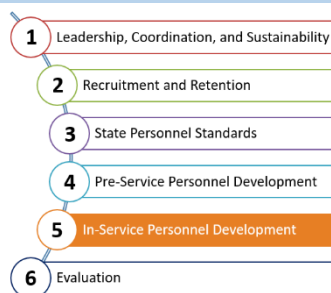 1 Leadership, Coordination, and Sustainability
2 Recruitment and Retention
3 State Personnel Standards
4 Pre-Service Personnel Development
5 In-Service Personnel Development
6 Evaluation